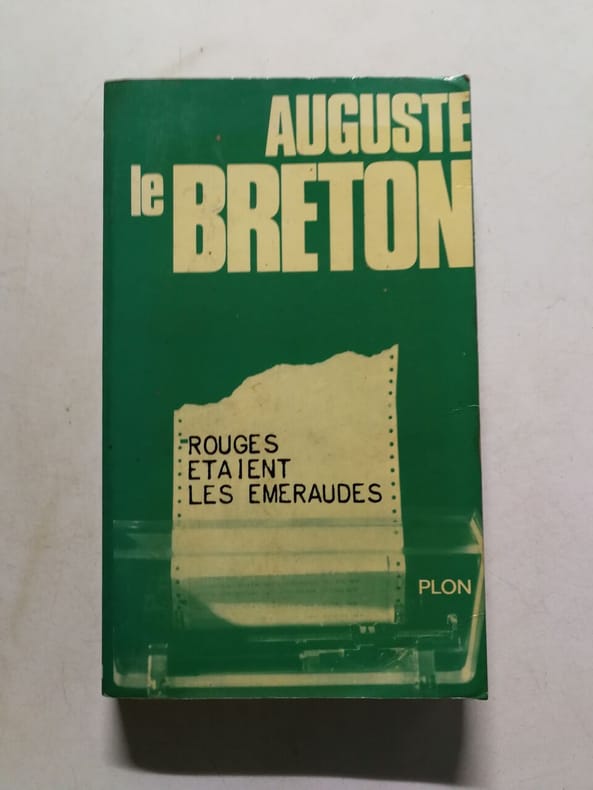 AUGUSTE
le BRETON
ROUGES
ETAIENT
LES EMERAUDES
PLON